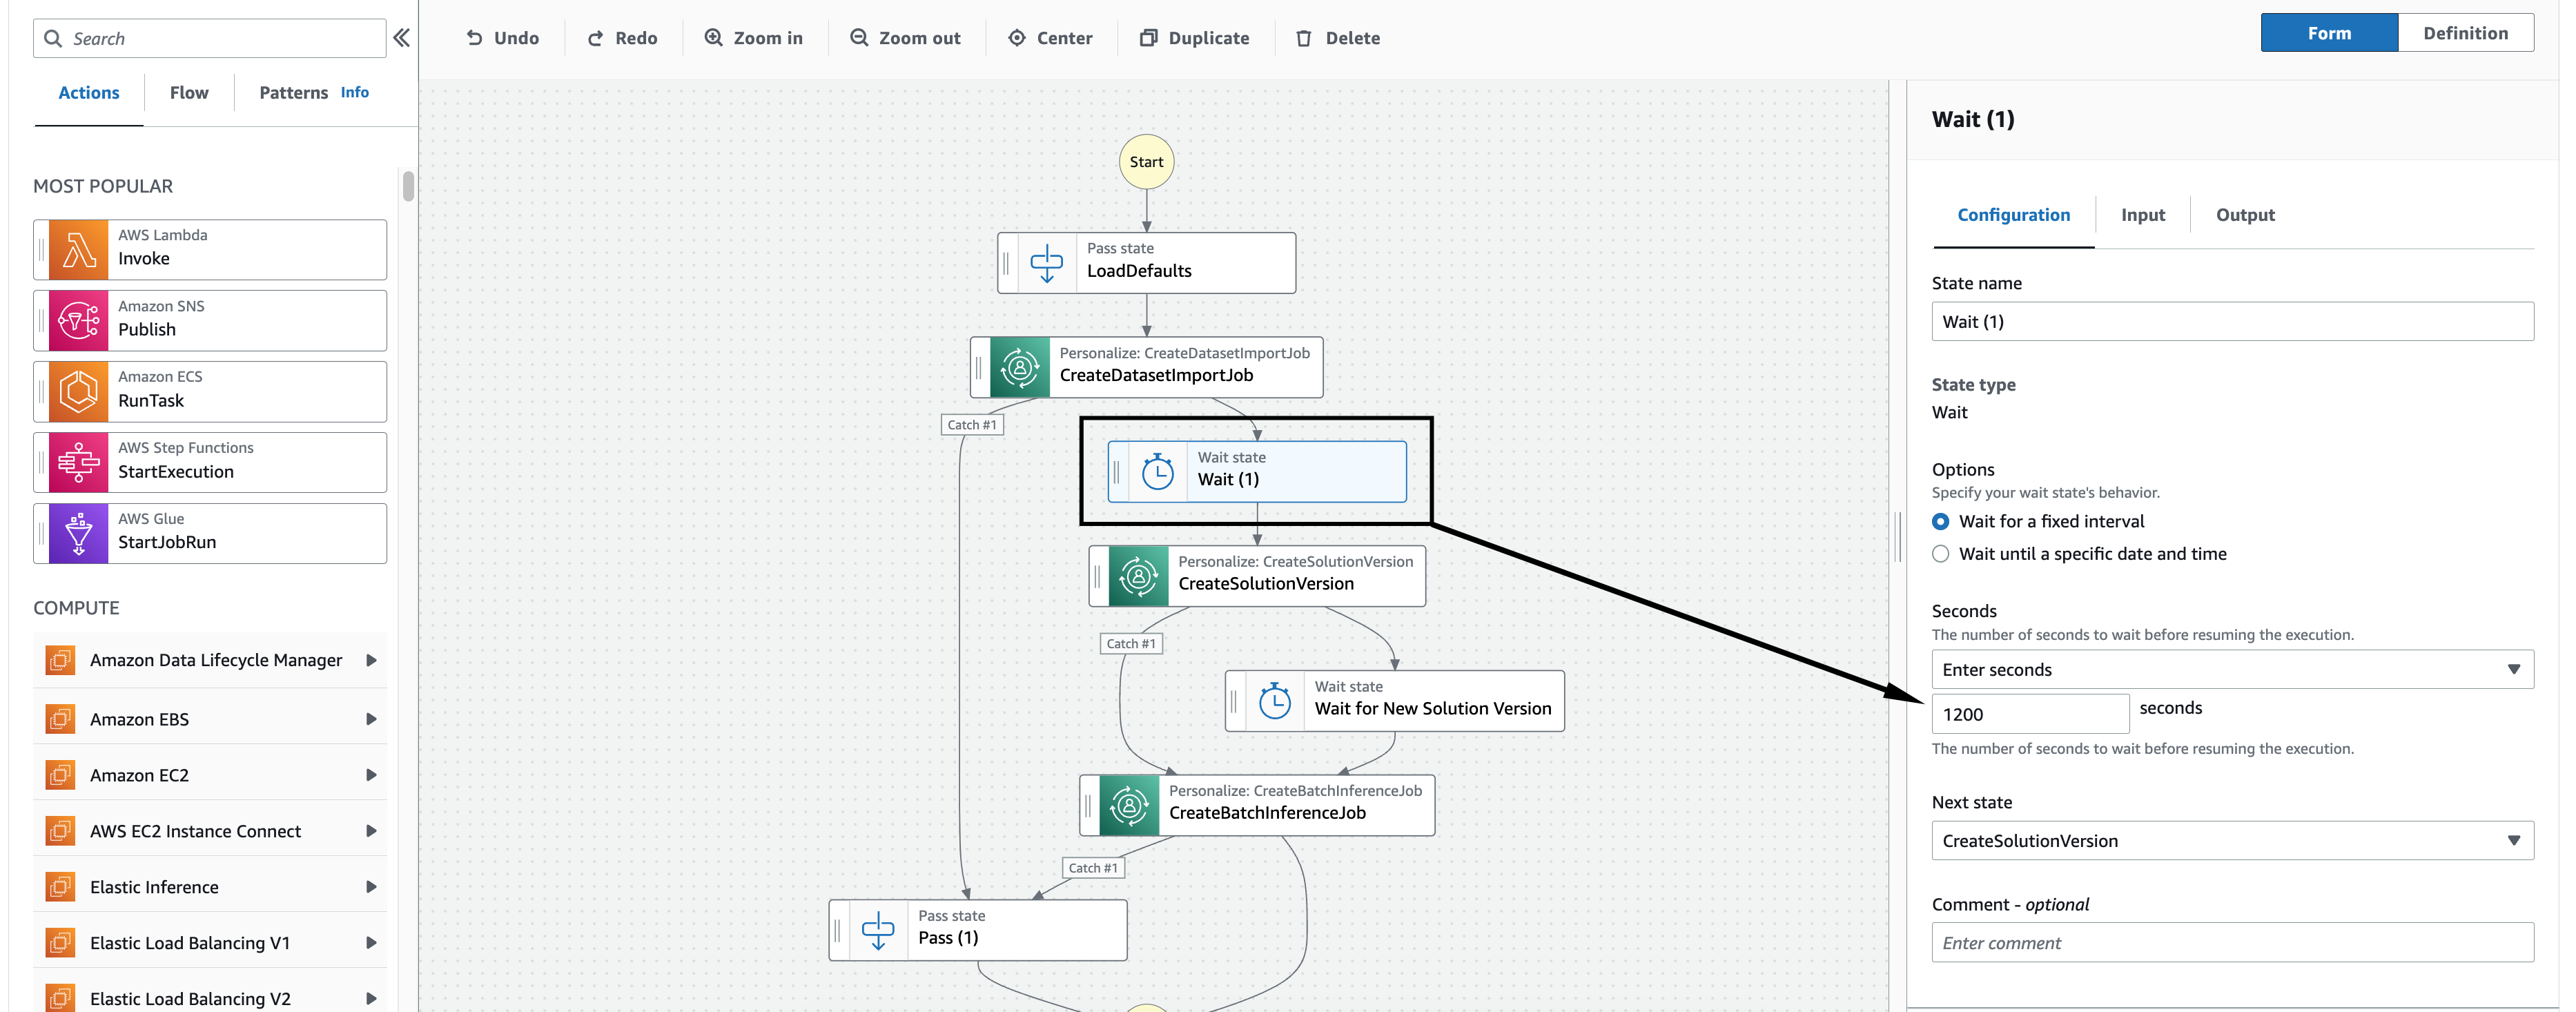 Search
Undo
Redo
Zoom in
Zoom out
Center
Duplicate
Delete
Form
Definition
Actions
Flow
Patterns
Info
MOST POPULAR
AWS Lambda
Invoke
Amazon SNS
Publish
Amazon ECS
RunTask
AWS Step Functions
StartExecution
AWS Glue
StartJobRun
COMPUTE
Amazon Data Lifecycle Manager
Amazon EBS
Amazon EC2
AWS EC2 Instance Connect
Elastic Inference
Elastic Load Balancing V1
Elastic Load Balancing V2
Start
Pass state
LoadDefaults
Personalize: CreateDatasetImportJob
CreateDatasetImportJob
Catch #1
Wait state
Wait (1)
Personalize: CreateSolutionVersion
CreateSolutionVersion
Catch #1
Wait state
Wait for New Solution Version
Personalize: CreateBatchInferenceJob
CreateBatchInferenceJob
Catch #1
Pass state
Pass (1)
Wait (1)
Configuration
Input
Output
State name
Wait (1)
State type
Wait
Options
Specify your wait state's behavior.
Wait for a fixed interval
Wait until a specific date and time
Seconds
The number of seconds to wait before resuming the execution.
Enter seconds
1200 seconds
The number of seconds to wait before resuming the execution.
Next state
CreateSolutionVersion
Comment - optional
Enter comment